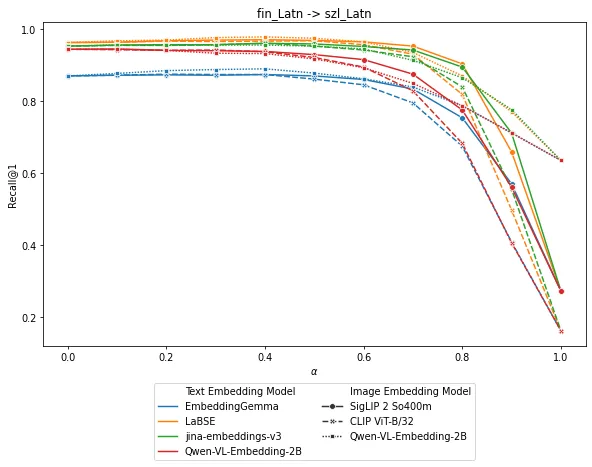 fin_Latn -> szl_Latn
Recall@1
1.0
0.8
0.6
0.4
0.2
0.0 0.2 0.4 0.6 0.8 1.0
α
Text Embedding Model Image Embedding Model
EmbeddingGemma SigLIP 2 So400m
LaBSE CLIP ViT-B/32
jina-embeddings-v3 Qwen-VL-Embedding-2B
Qwen-VL-Embedding-2B